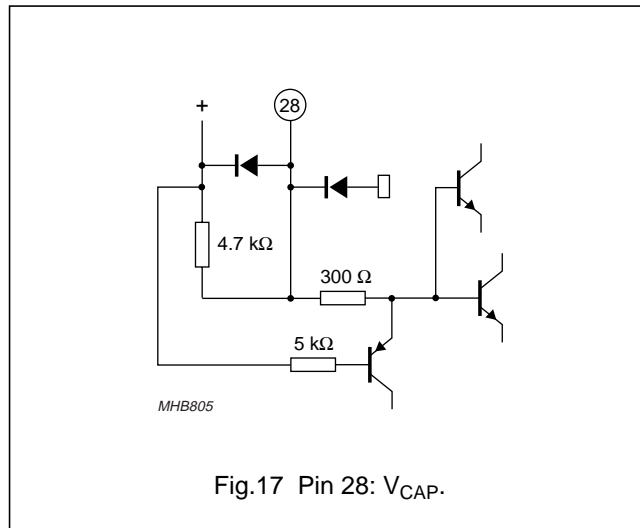 +
28
4.7 kΩ
300 Ω
5 kΩ
MHB805
Fig.17 Pin 28: VCAP.